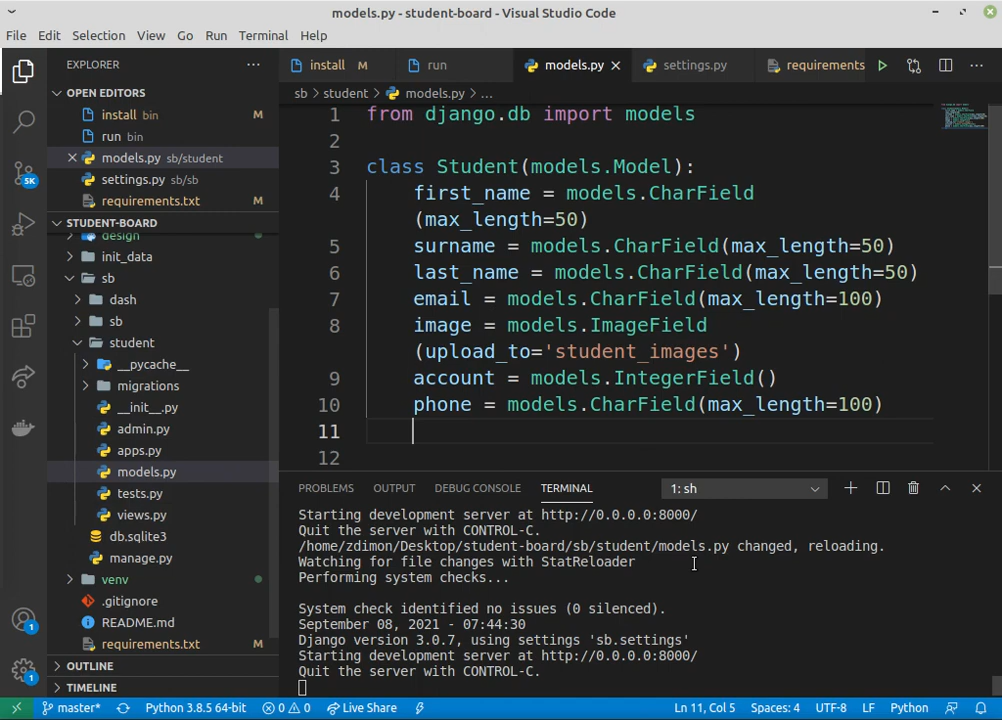 models.py - student-board - Visual Studio Code
File Edit Selection View Go Run Terminal Help
EXPLORER
OPEN EDITORS
install M
run bin
models.py sb/student
settings.py sb/sb
requirements.txt M
STUDENT-BOARD
design
init_data
sb
dash
sb
student
__pycache__
migrations
__init__.py
admin.py
apps.py
models.py
tests.py
views.py
db.sqlite3
manage.py
venv
.gitignore
README.md
requirements.txt M
OUTLINE
TIMELINE
5K
1
1
install M run models.py settings.py requirements
sb > student > models.py > ...
1 from django.db import models
2
3 class Student(models.Model):
4 first_name = models.CharField
(max_length=50)
5 surname = models.CharField(max_length=50)
6 last_name = models.CharField(max_length=50)
7 email = models.CharField(max_length=100)
8 image = models.ImageField
(upload_to='student_images')
9 account = models.IntegerField()
10 phone = models.CharField(max_length=100)
11
12
PROBLEMS OUTPUT DEBUG CONSOLE TERMINAL 1: sh
Starting development server at http://0.0.0.0:8000/
Quit the server with CONTROL-C.
/home/zdimon/Desktop/student-board/sb/student/models.py changed, reloading.
Watching for file changes with StatReloader
Performing system checks...
System check identified no issues (0 silenced).
September 08, 2021 - 07:44:30
Django version 3.0.7, using settings 'sb.settings'
Starting development server at http://0.0.0.0:8000/
Quit the server with CONTROL-C.
master* Python 3.8.5 64-bit 0 0 Live Share Ln 11, Col 5 Spaces: 4 UTF-8 LF Python